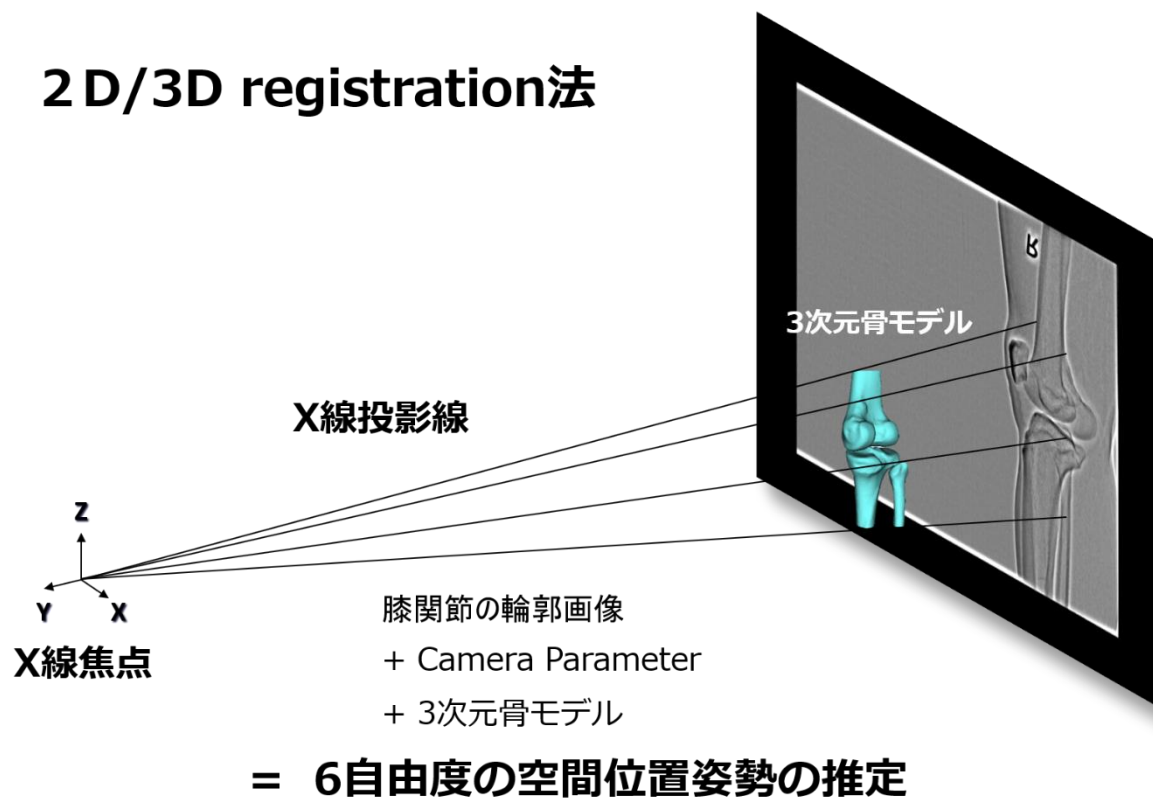 ２D/3D registration法
R
3次元骨モデル
X線投影線
Z
Y
X
X線焦点
膝関節の輪郭画像
+ Camera Parameter
+ 3次元骨モデル
= 6自由度の空間位置姿勢の推定